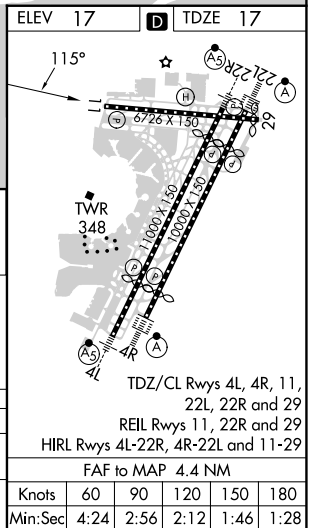 ELEV 17 D TDZE 17
115°
A5
22R
22L
A
H
11
P
6726 X 150
29
P
P
TWR
348
11000 X 150
10000 X 150
P
P
A5
4L
4R
A
TDZ/CL Rwys 4L, 4R, 11,
22L, 22R and 29
REIL Rwys 11, 22R and 29
HIRL Rwys 4L-22R, 4R-22L and 11-29
FAF to MAP 4.4 NM
Knots 60 90 120 150 180
Min:Sec 4:24 2:56 2:12 1:46 1:28